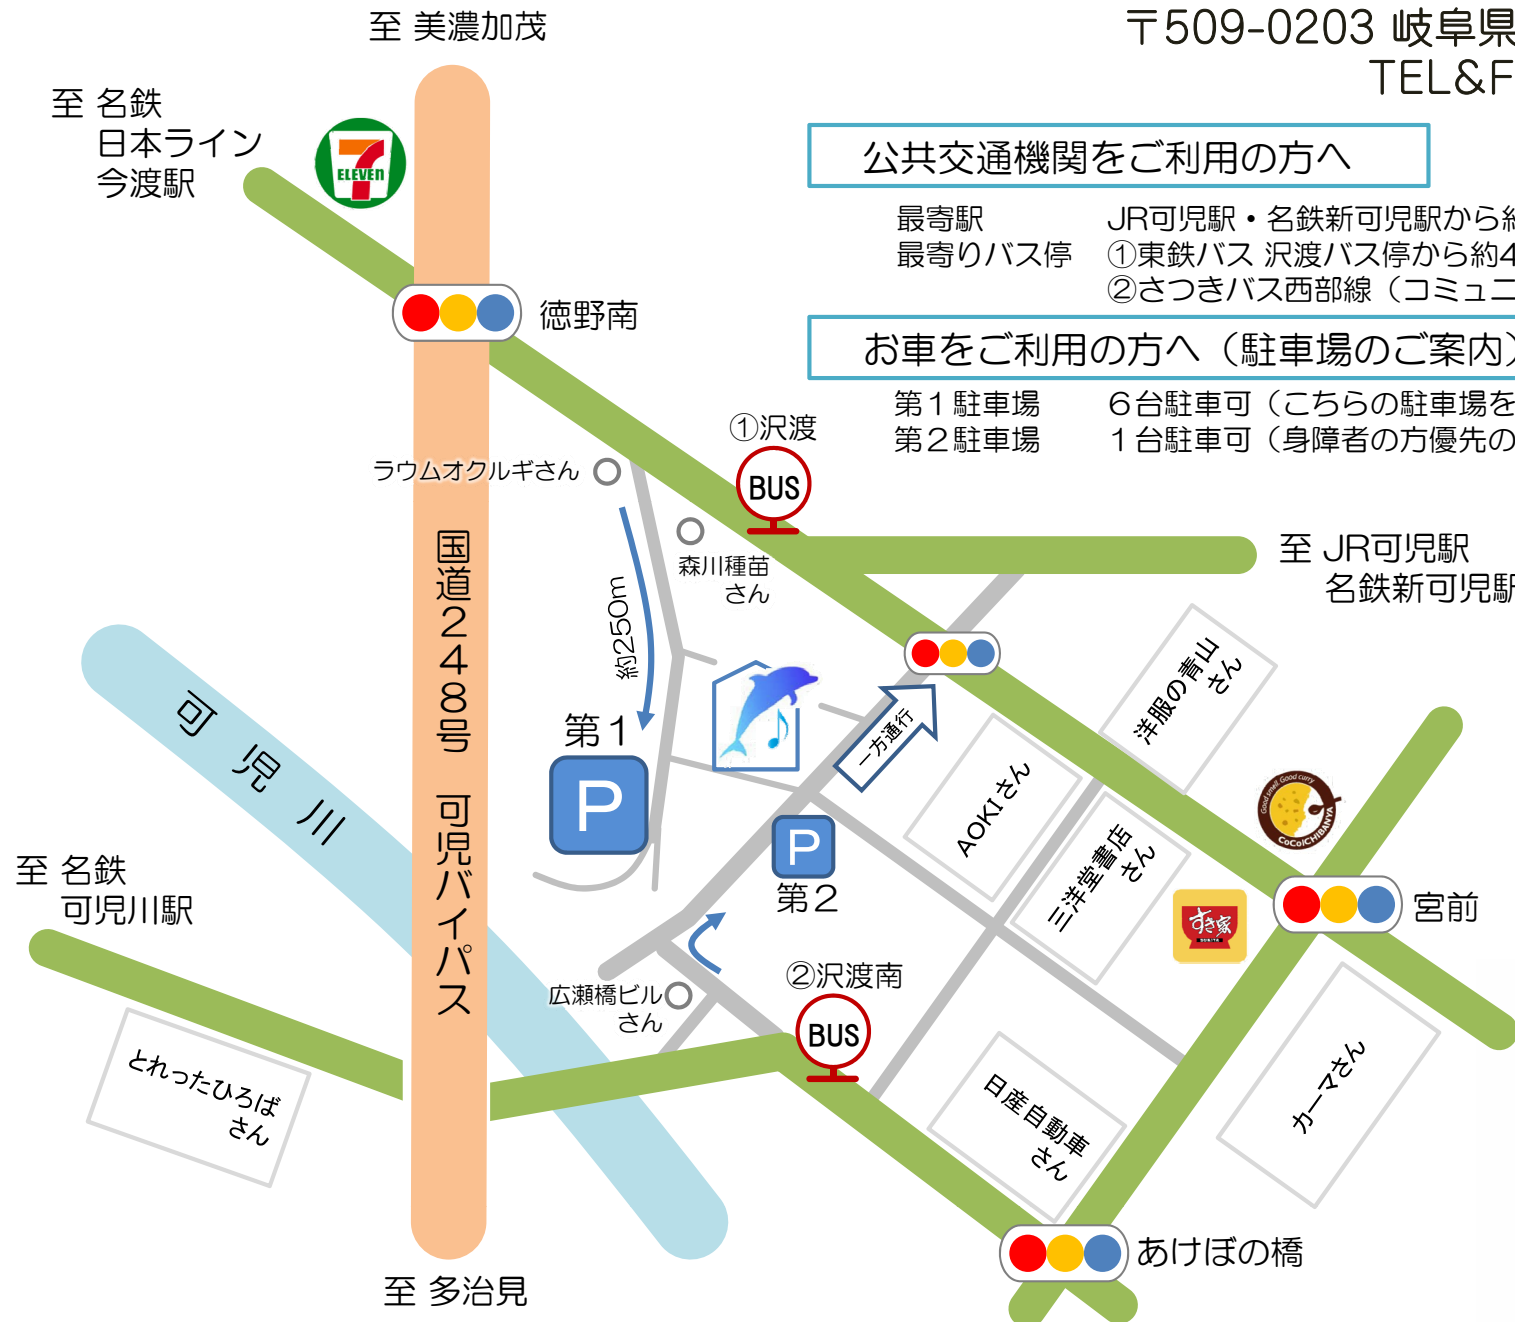 至 美濃加茂
〒509-0203 岐阜県
TEL&F
至 名鉄
日本ライン
今渡駅
7
ELEVEN
公共交通機関をご利用の方へ
最寄駅 JR可児駅・名鉄新可児駅から
最寄りバス停 ①東鉄バス 沢渡バス停から約4
②さつきバス西部線（コミュニ
徳野南
お車をご利用の方へ（駐車場のご案内）
第１駐車場 ６台駐車可（こちらの駐車場を
第２駐車場 １台駐車可（身障者の方優先の
①沢渡
BUS
ラウムオクルギさん
森川種苗
さん
至 JR可児駅
名鉄新可児駅
国道248号 可児バイパス
約250m
可児川
第１
P
一方通行
洋服の青山
さん
AOKIさん
三洋堂書店
さん
Good smell Good curry
CoCoICHIBANYA
P
第２
至 名鉄
可児川駅
すき家
SUKIYA
宮前
②沢渡南
BUS
広瀬橋ビル
さん
とれったひろば
さん
日産自動車
さん
カーマさん
あけぼの橋
至 多治見